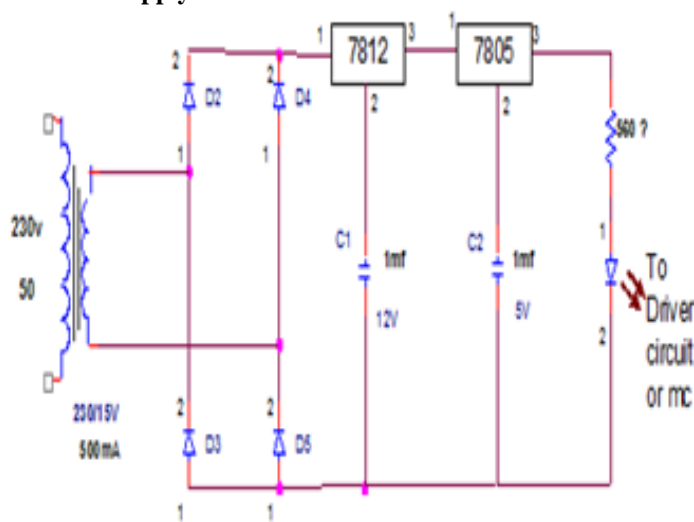 1 7812 3 1 7805 3
2 2
D2 D4
2 2
560 ?
1 1
230v
50
C1 1mf C2 1mf
1
To
12V 5V
Driver
2
circuit
or mc
230/15V
500mA
2 2
D3 D5
1 1